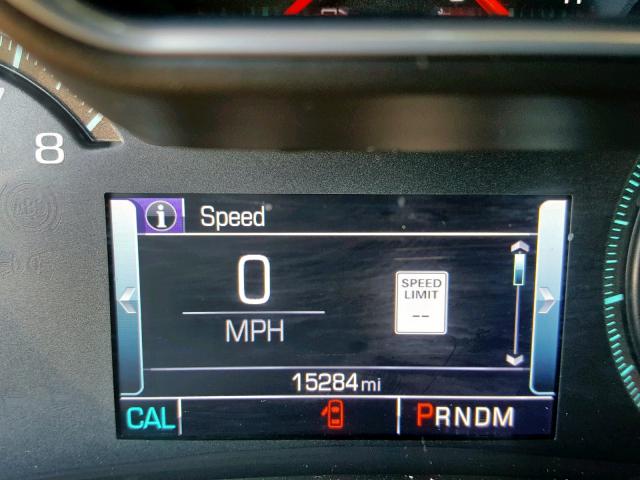 8
Speed
0
MPH
SPEED
LIMIT
--
15284 mi
CAL
PRNDM